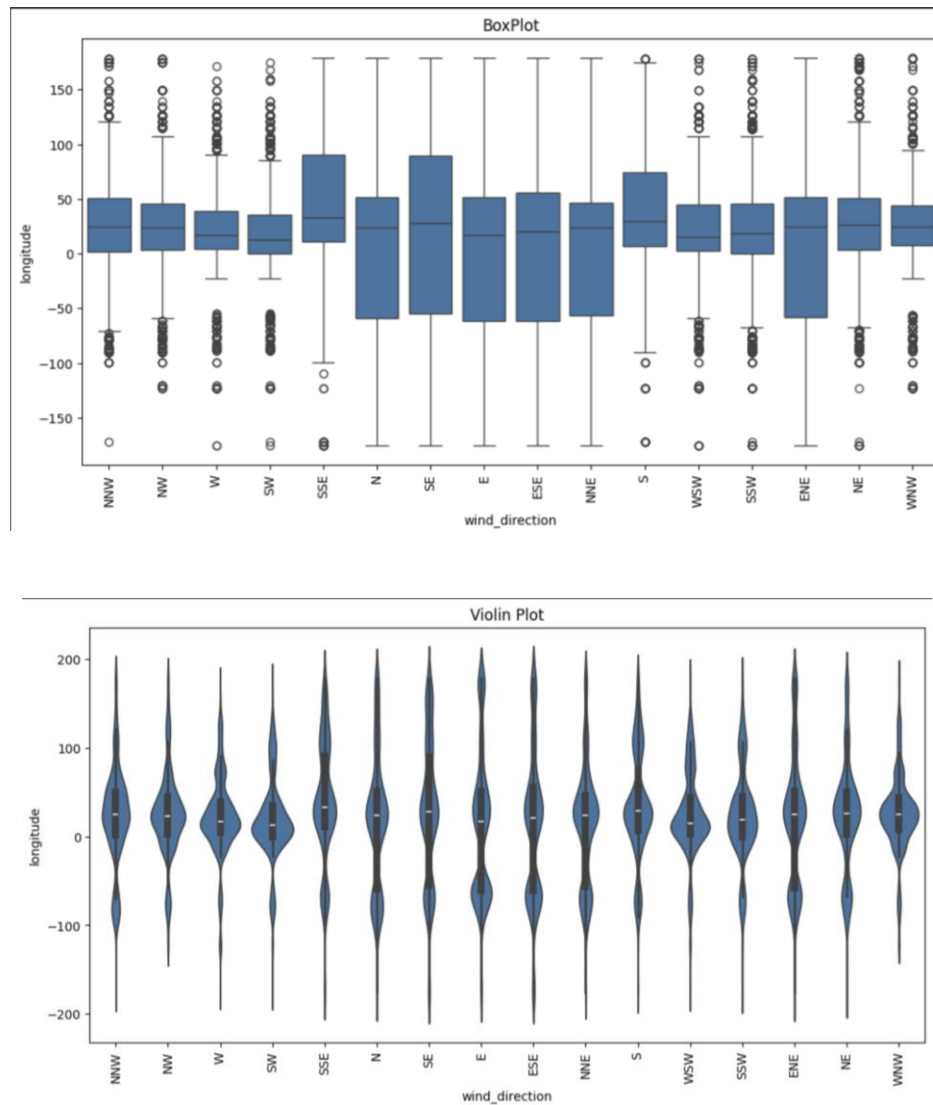 BoxPlot
150
100
50
0
−50
−100
−150
longitude
NNW NW W SW SSE N SE E ESE NNE S WSW SSW ENE NE WNW
wind_direction
Violin Plot
200
100
0
−100
−200
longitude
NNW NW W SW SSE N SE E ESE NNE S WSW SSW ENE NE WNW
wind_direction